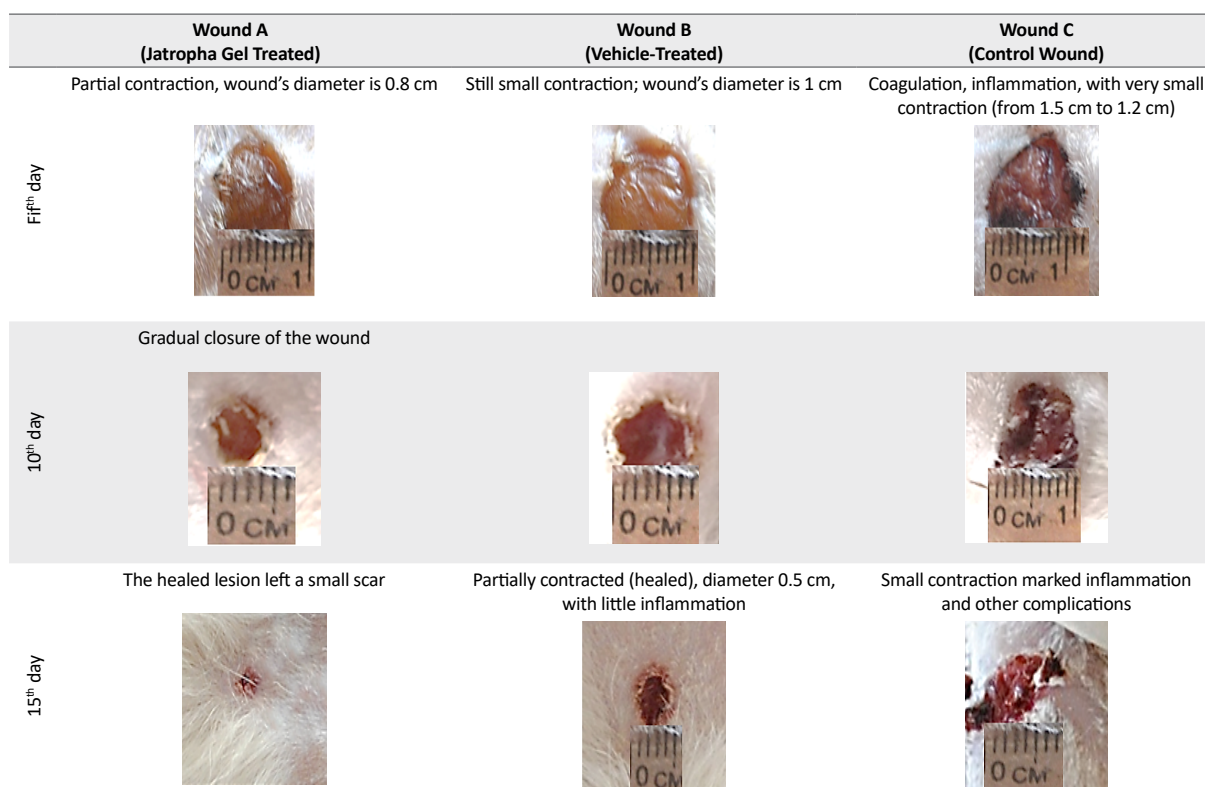 Wound A
(Jatropha Gel Treated)
Wound B
(Vehicle-Treated)
Wound C
(Control Wound)
Fifth day
Partial contraction, wound's diameter is 0.8 cm
Still small contraction; wound's diameter is 1 cm
Coagulation, inflammation, with very small
contraction (from 1.5 cm to 1.2 cm)
0 CM 1
0 CM 1
0 CM 1
10th day
Gradual closure of the wound
0 CM
0 CM
0 CM 1
15th day
The healed lesion left a small scar
Partially contracted (healed), diameter 0.5 cm,
with little inflammation
Small contraction marked inflammation
and other complications
0 CM
0 CM